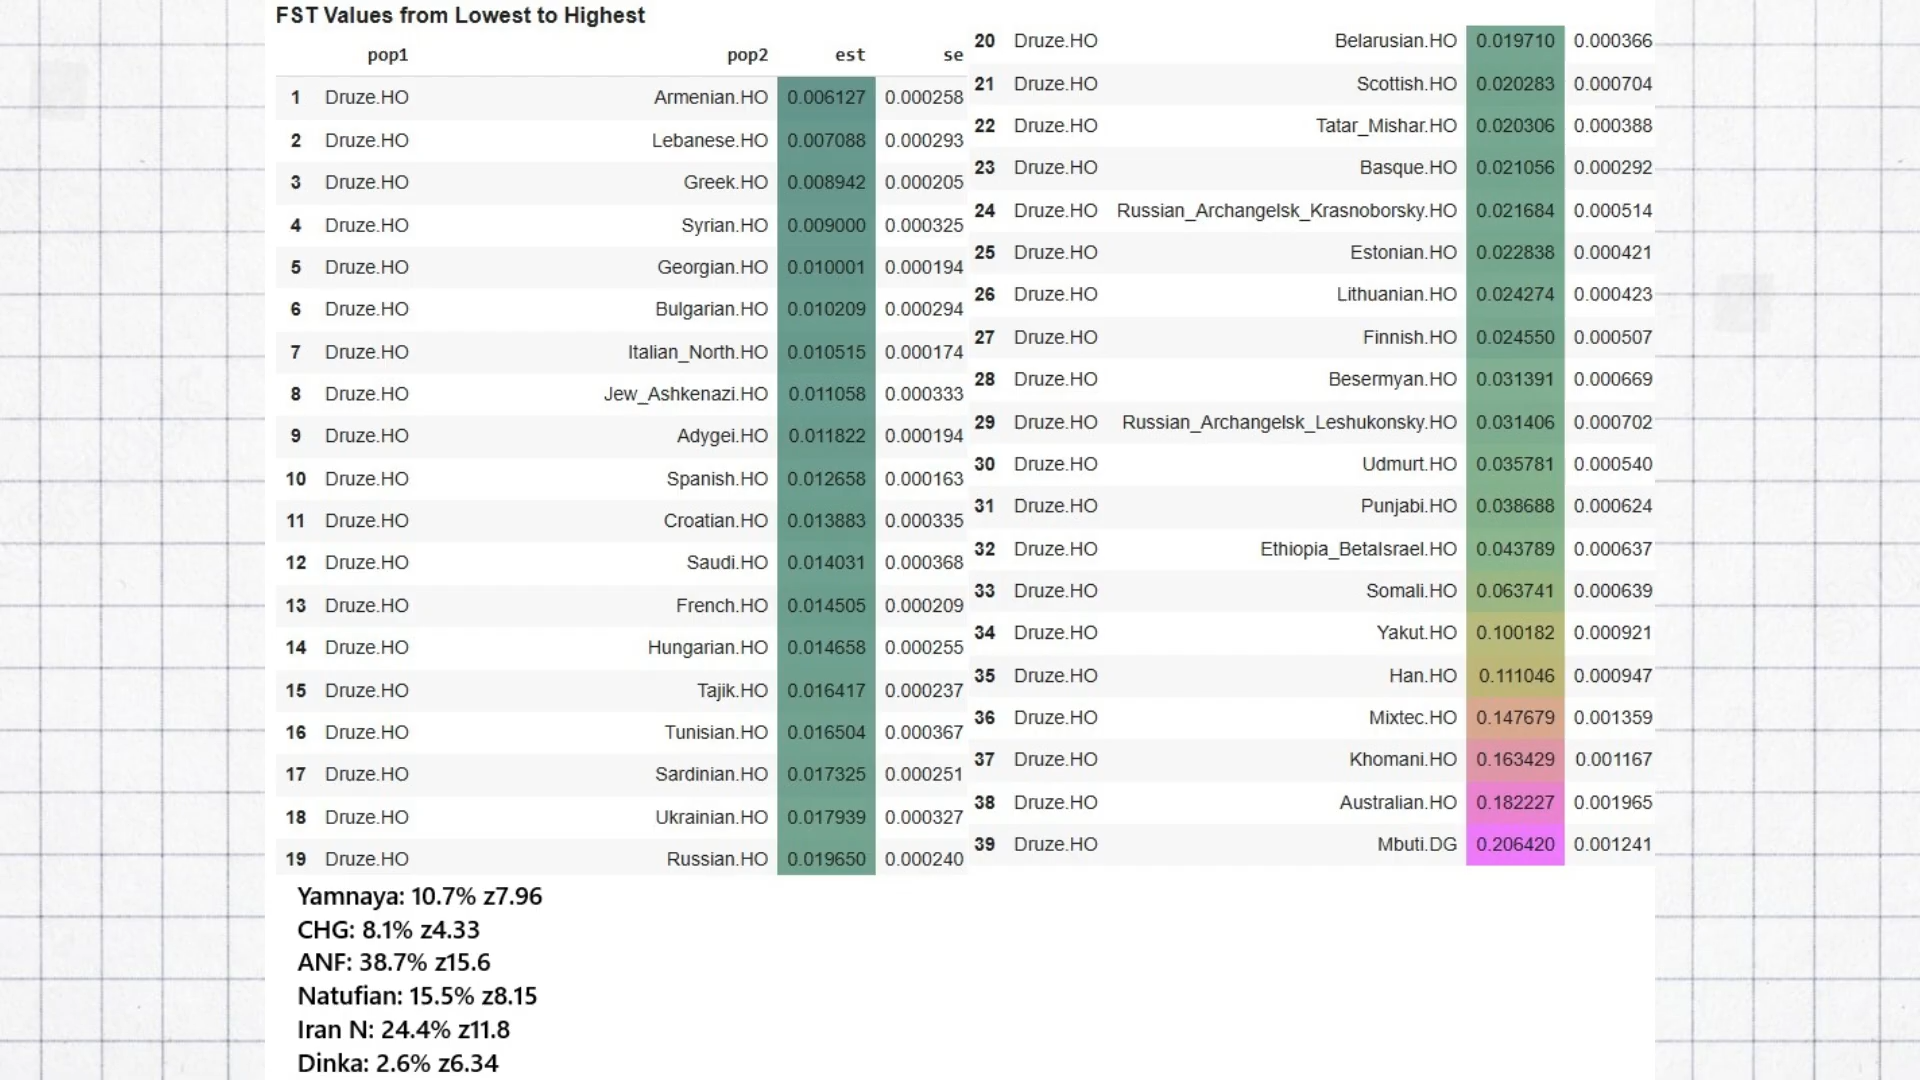 FST Values from Lowest to Highest
pop1 pop2 est se
1 Druze.HO Armenian.HO 0.006127 0.000258
2 Druze.HO Lebanese.HO 0.007088 0.000293
3 Druze.HO Greek.HO 0.008942 0.000205
4 Druze.HO Syrian.HO 0.009000 0.000325
5 Druze.HO Georgian.HO 0.010001 0.000194
6 Druze.HO Bulgarian.HO 0.010209 0.000294
7 Druze.HO Italian_North.HO 0.010515 0.000174
8 Druze.HO Jew_Ashkenazi.HO 0.011058 0.000333
9 Druze.HO Adygei.HO 0.011822 0.000194
10 Druze.HO Spanish.HO 0.012658 0.000163
11 Druze.HO Croatian.HO 0.013883 0.000335
12 Druze.HO Saudi.HO 0.014031 0.000368
13 Druze.HO French.HO 0.014505 0.000209
14 Druze.HO Hungarian.HO 0.014658 0.000255
15 Druze.HO Tajik.HO 0.016417 0.000237
16 Druze.HO Tunisian.HO 0.016504 0.000367
17 Druze.HO Sardinian.HO 0.017325 0.000251
18 Druze.HO Ukrainian.HO 0.017939 0.000327
19 Druze.HO Russian.HO 0.019650 0.000240
20 Druze.HO Belarusian.HO 0.019710 0.000366
21 Druze.HO Scottish.HO 0.020283 0.000704
22 Druze.HO Tatar_Mishar.HO 0.020306 0.000388
23 Druze.HO Basque.HO 0.021056 0.000292
24 Druze.HO Russian_Archangelsk_Krasnoborsky.HO 0.021684 0.000514
25 Druze.HO Estonian.HO 0.022838 0.000421
26 Druze.HO Lithuanian.HO 0.024274 0.000423
27 Druze.HO Finnish.HO 0.024550 0.000507
28 Druze.HO Besermyan.HO 0.031391 0.000669
29 Druze.HO Russian_Archangelsk_Leshukonsky.HO 0.031406 0.000702
30 Druze.HO Udmurt.HO 0.035781 0.000540
31 Druze.HO Punjabi.HO 0.038688 0.000624
32 Druze.HO Ethiopia_BetaIsrael.HO 0.043789 0.000637
33 Druze.HO Somali.HO 0.063741 0.000639
34 Druze.HO Yakut.HO 0.100182 0.000921
35 Druze.HO Han.HO 0.111046 0.000947
36 Druze.HO Mixtec.HO 0.147679 0.001359
37 Druze.HO Khomani.HO 0.163429 0.001167
38 Druze.HO Australian.HO 0.182227 0.001965
39 Druze.HO Mbuti.DG 0.206420 0.001241
Yamnaya: 10.7% z7.96
CHG: 8.1% z4.33
ANF: 38.7% z15.6
Natufian: 15.5% z8.15
Iran N: 24.4% z11.8
Dinka: 2.6% z6.34